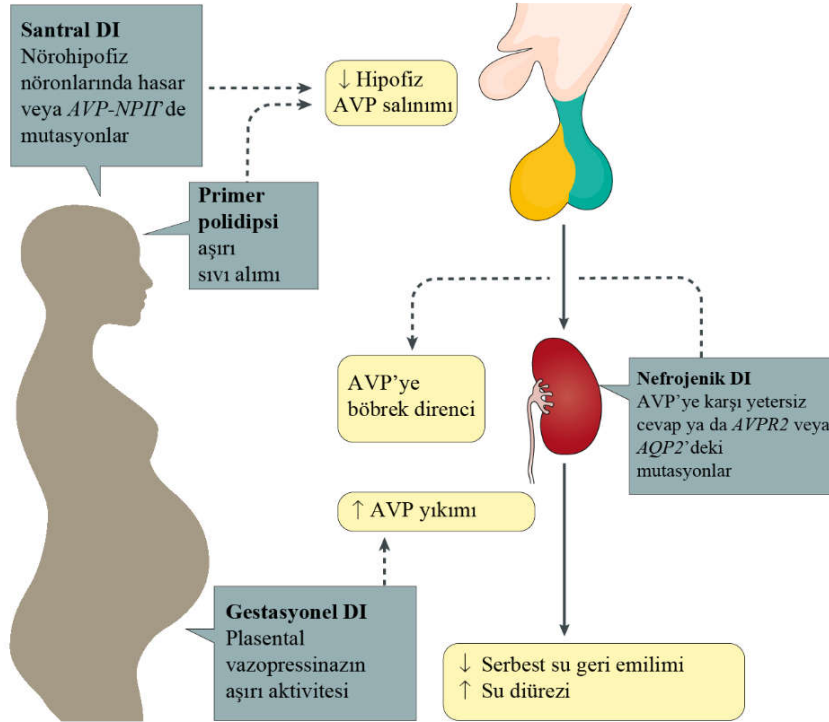 Santral DI
Nörohipofiz
nöronlarında hasar
veya AVP-NPII'de
mutasyonlar
↓ Hipofiz
AVP salınımı
Primer
polidipsi
aşırı
sıvı alımı
AVP'ye
böbrek direnci
Nefrojenik DI
AVP'ye karşı yetersiz
cevap ya da AVPR2 veya
AQP2'deki
mutasyonlar
↑ AVP yıkımı
Gestasyonel DI
Plasental
vazopressinazın
aşırı aktivitesi
↓ Serbest su geri emilimi
↑ Su diürezi